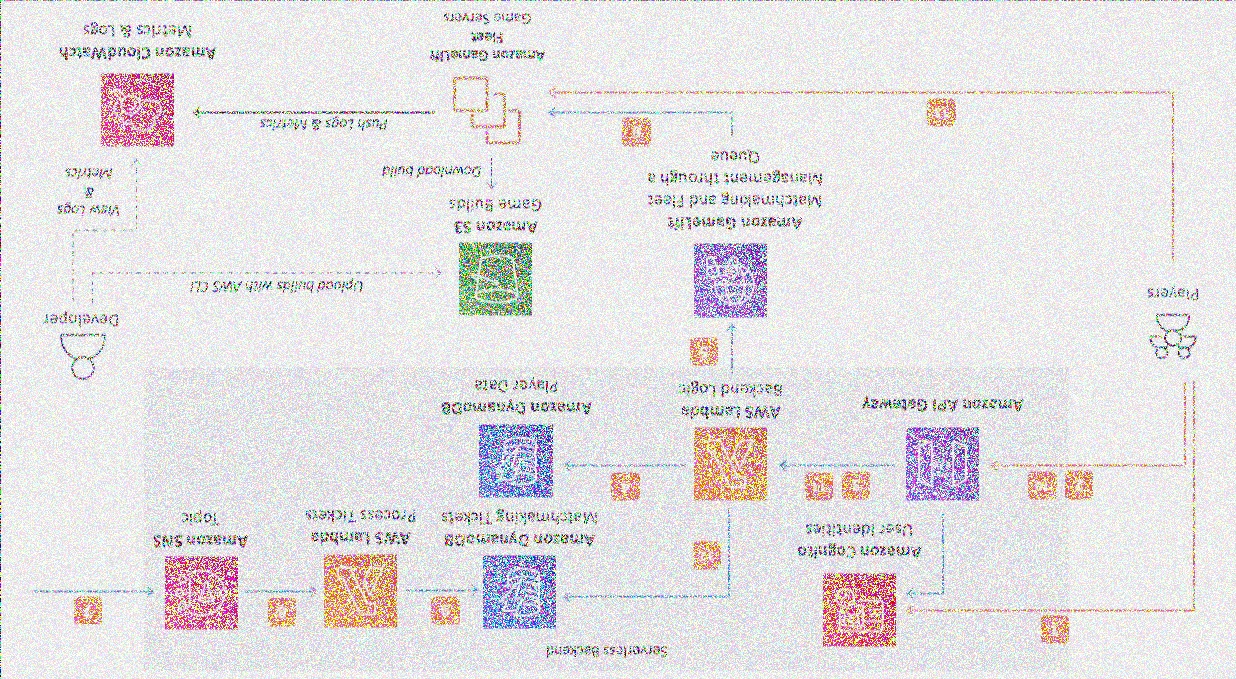 Serverless Backend
Amazon Cognito
User Identities
Amazon DynamoDB
Matchmaking Tickets
AWS Lambda
Process Tickets
Amazon SNS
Topic
Amazon API Gateway
AWS Lambda
Backend Logic
Amazon DynamoDB
Player Data
Players
Developer
Upload builds with AWS CLI
Amazon GameLift
Matchmaking and Fleet
Management through a
Queue
Amazon S3
Game Builds
View Logs
&
Metrics
Download build
Push Logs & Metrics
Amazon GameLift
Fleet
Game Servers
Amazon CloudWatch
Metrics & Logs